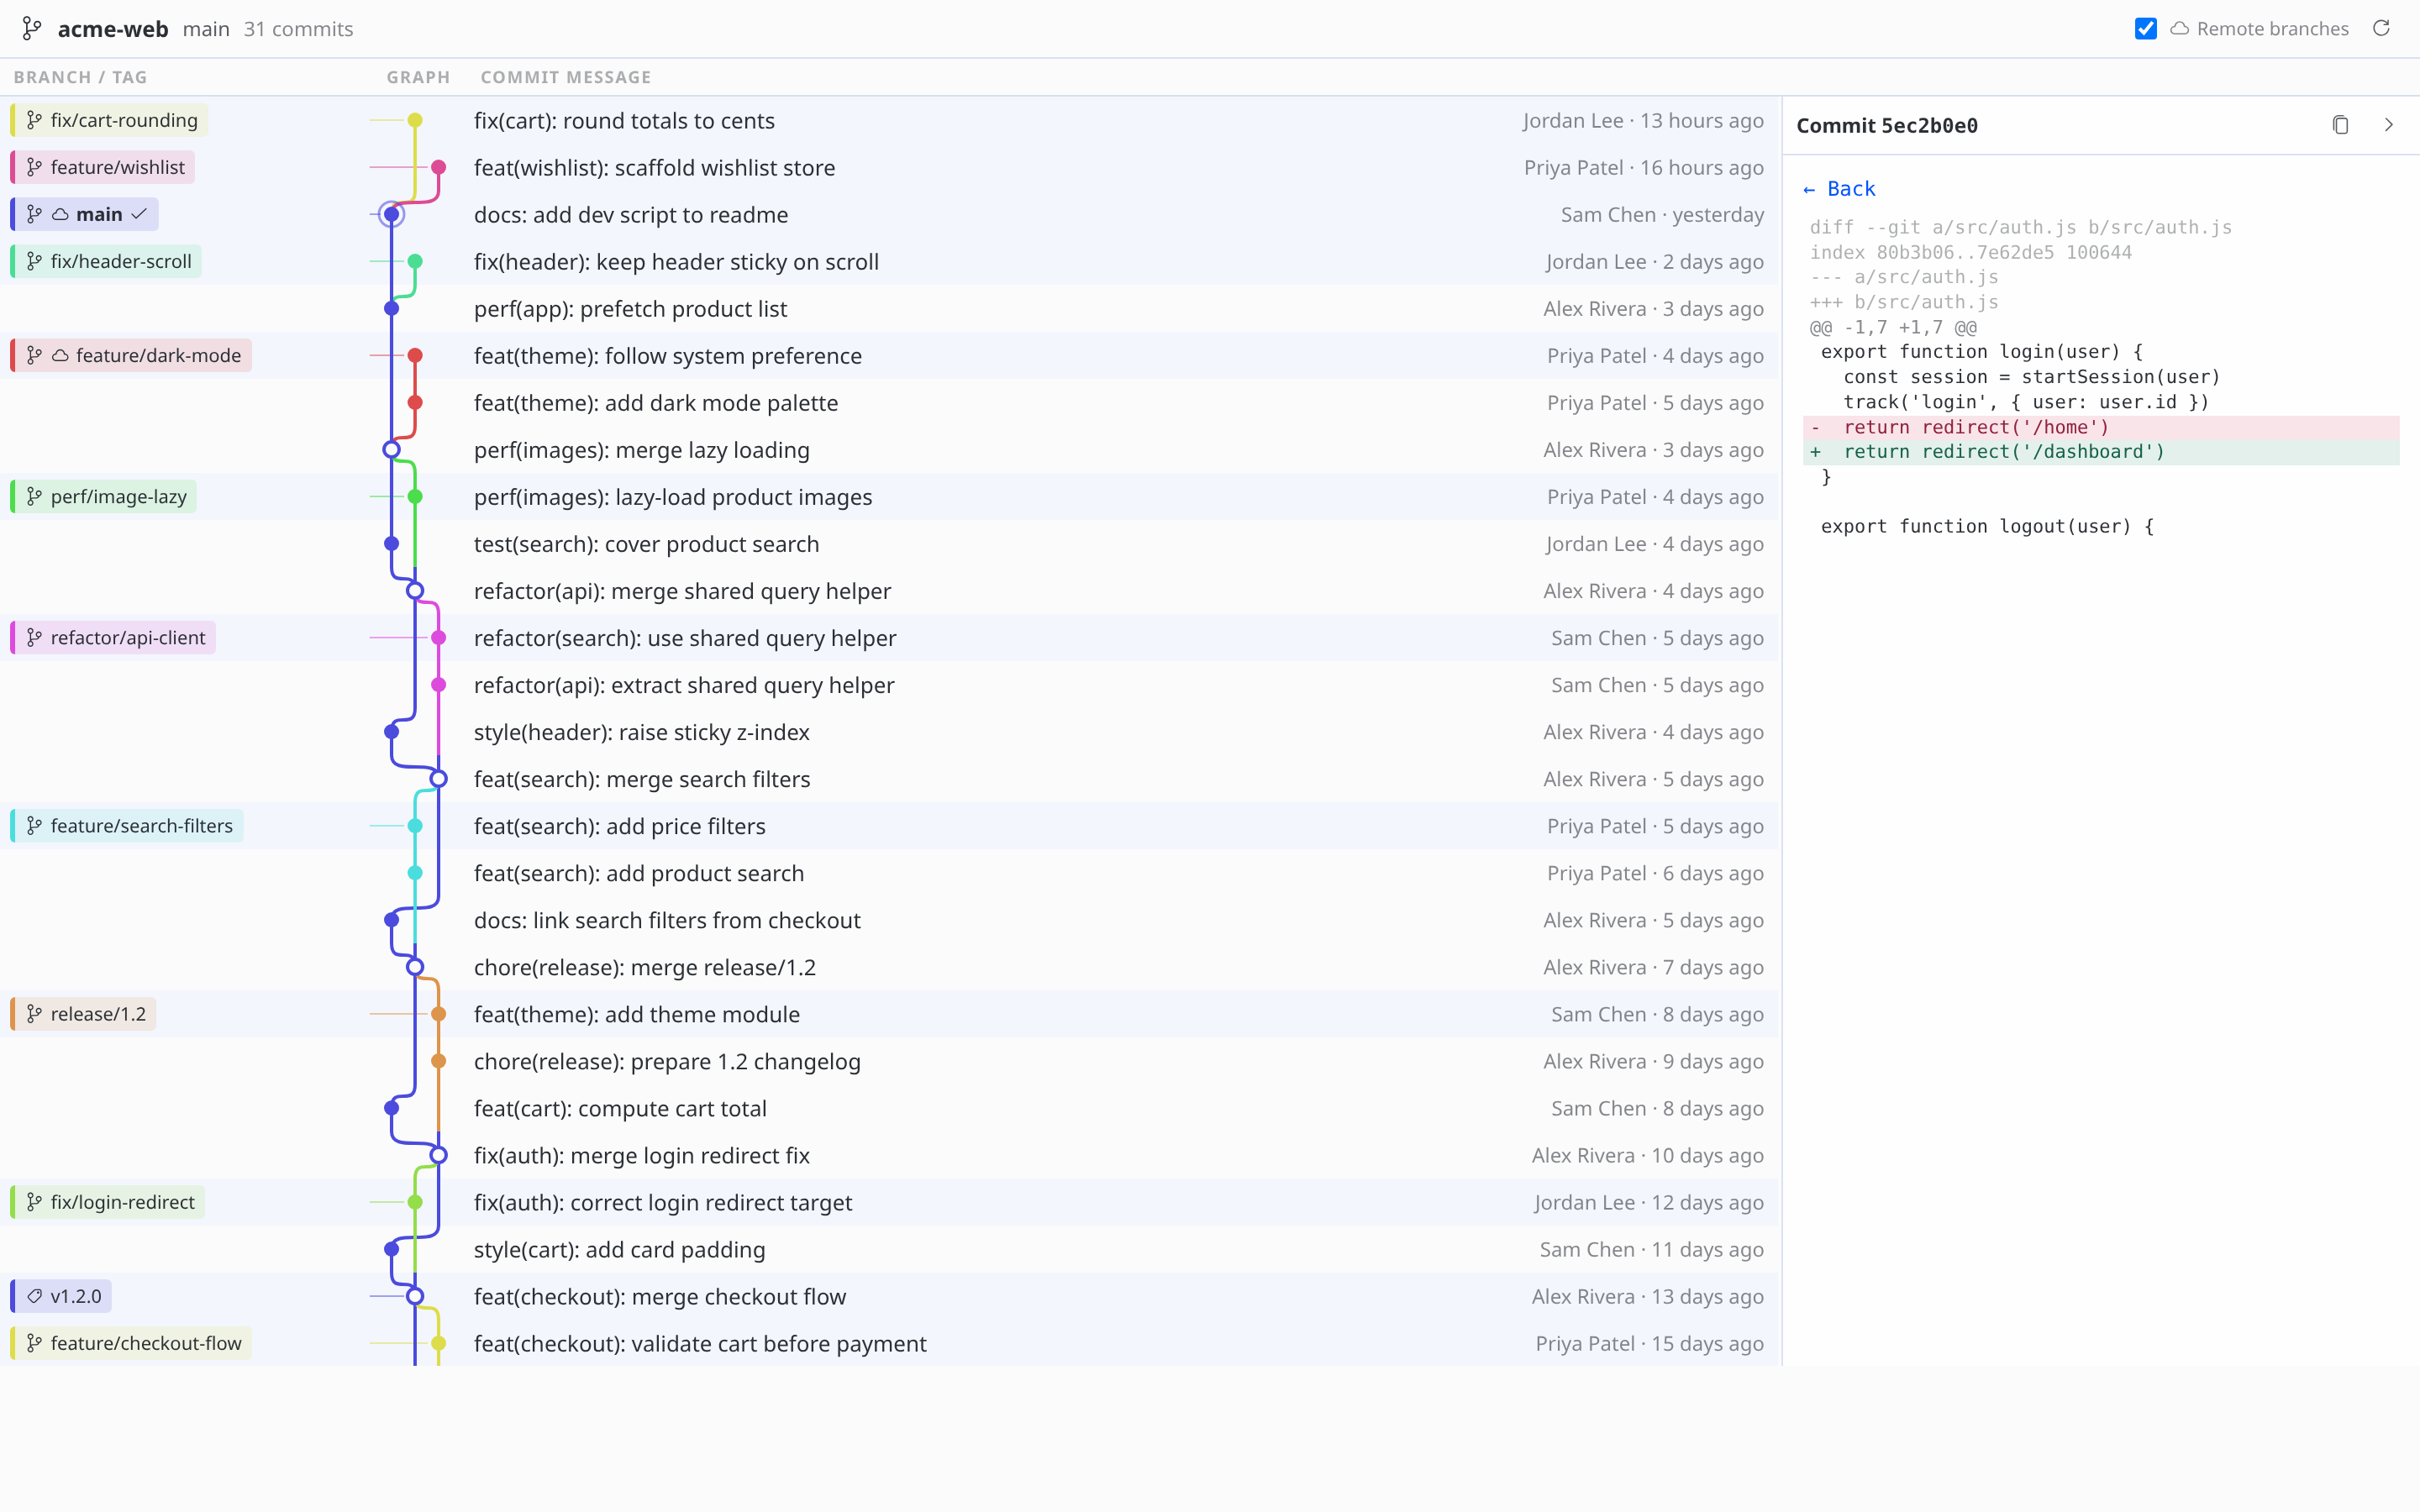 acme-web main 31 commits Remote branches
BRANCH / TAG GRAPH COMMIT MESSAGE
fix/cart-rounding fix(cart): round totals to cents Jordan Lee · 13 hours ago
feature/wishlist feat(wishlist): scaffold wishlist store Priya Patel · 16 hours ago
main docs: add dev script to readme Sam Chen · yesterday
fix/header-scroll fix(header): keep header sticky on scroll Jordan Lee · 2 days ago
perf(app): prefetch product list Alex Rivera · 3 days ago
feature/dark-mode feat(theme): follow system preference Priya Patel · 4 days ago
feat(theme): add dark mode palette Priya Patel · 5 days ago
perf(images): merge lazy loading Alex Rivera · 3 days ago
perf/image-lazy perf(images): lazy-load product images Priya Patel · 4 days ago
test(search): cover product search Jordan Lee · 4 days ago
refactor(api): merge shared query helper Alex Rivera · 4 days ago
refactor/api-client refactor(search): use shared query helper Sam Chen · 5 days ago
refactor(api): extract shared query helper Sam Chen · 5 days ago
style(header): raise sticky z-index Alex Rivera · 4 days ago
feat(search): merge search filters Alex Rivera · 5 days ago
feature/search-filters feat(search): add price filters Priya Patel · 5 days ago
feat(search): add product search Priya Patel · 6 days ago
docs: link search filters from checkout Alex Rivera · 5 days ago
chore(release): merge release/1.2 Alex Rivera · 7 days ago
release/1.2 feat(theme): add theme module Sam Chen · 8 days ago
chore(release): prepare 1.2 changelog Alex Rivera · 9 days ago
feat(cart): compute cart total Sam Chen · 8 days ago
fix(auth): merge login redirect fix Alex Rivera · 10 days ago
fix/login-redirect fix(auth): correct login redirect target Jordan Lee · 12 days ago
style(cart): add card padding Sam Chen · 11 days ago
v1.2.0 feat(checkout): merge checkout flow Alex Rivera · 13 days ago
feature/checkout-flow feat(checkout): validate cart before payment Priya Patel · 15 days ago
Commit 5ec2b0e0
← Back
diff --git a/src/auth.js b/src/auth.js
index 80b3b06..7e62de5 100644
--- a/src/auth.js
+++ b/src/auth.js
@@ -1,7 +1,7 @@
export function login(user) {
const session = startSession(user)
track('login', { user: user.id })
-  return redirect('/home')
+  return redirect('/dashboard')
}
export function logout(user) {